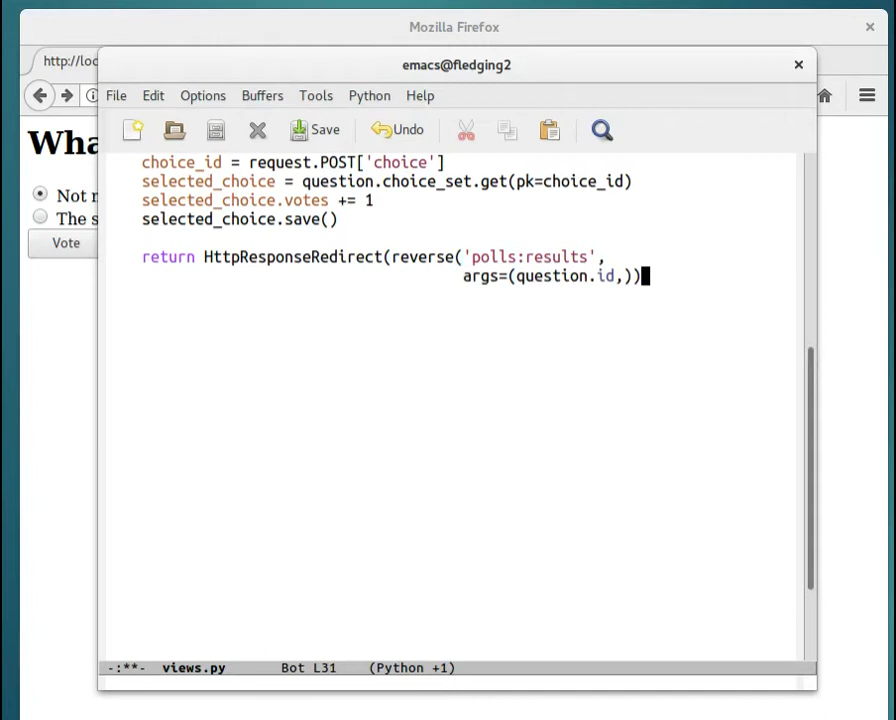 Mozilla Firefox
http://loc
emacs@fledging2
File Edit Options Buffers Tools Python Help
Save Undo
choice_id = request.POST['choice']
selected_choice = question.choice_set.get(pk=choice_id)
selected_choice.votes += 1
selected_choice.save()
return HttpResponseRedirect(reverse('polls:results',
args=(question.id,))
Wha
Not n
The s
Vote
-:**- views.py Bot L31 (Python +1)